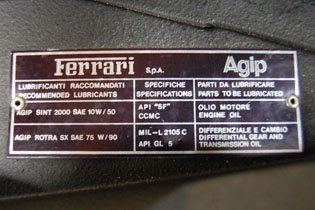 Ferrari S.p.A. Agip
LUBRIFICANTI RACCOMANDATI SPECIFICHE PARTI DA LUBRIFICARE
RECOMMENDED LUBRICANTS SPECIFICATIONS PARTS TO BE LUBRICATED
AGIP SINT 2000 SAE 10W/50 API "SF" OLIO MOTORE
CCMC ENGINE OIL
AGIP ROTRA SX SAE 75 W/90 MIL-L 2105 C DIFFERENZIALE E CAMBIO
API GL 5 DIFFERENTIAL GEAR AND
TRANSMISSION OIL